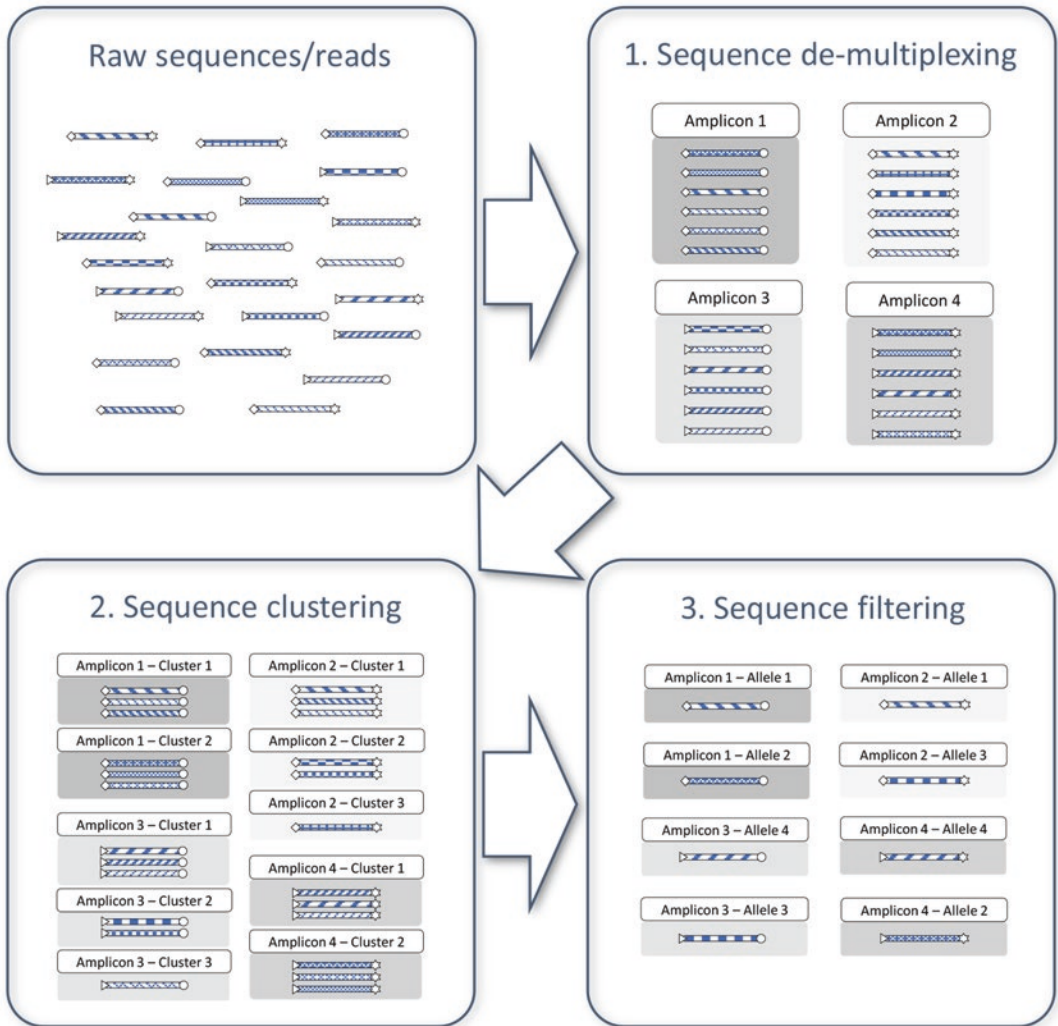 Raw sequences/reads
1. Sequence de-multiplexing
Amplicon 1
Amplicon 2
Amplicon 3
Amplicon 4
2. Sequence clustering
Amplicon 1 – Cluster 1
Amplicon 2 – Cluster 1
Amplicon 1 – Cluster 2
Amplicon 2 – Cluster 2
Amplicon 2 – Cluster 3
Amplicon 3 – Cluster 1
Amplicon 4 – Cluster 1
Amplicon 3 – Cluster 2
Amplicon 4 – Cluster 2
Amplicon 3 – Cluster 3
3. Sequence filtering
Amplicon 1 – Allele 1
Amplicon 2 – Allele 1
Amplicon 1 – Allele 2
Amplicon 2 – Allele 3
Amplicon 3 – Allele 4
Amplicon 4 – Allele 4
Amplicon 3 – Allele 3
Amplicon 4 – Allele 2